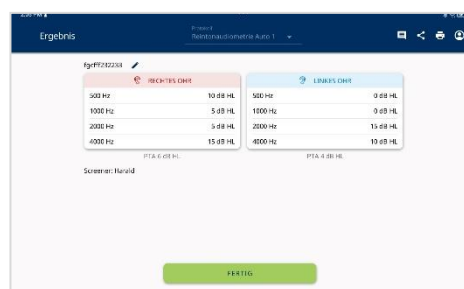 Ergebnis
Protokoll
Reintonaudiometrie Auto 1
fgcfff232233
RECHTES OHR
LINKES OHR
500 Hz 10 dB HL 500 Hz 0 dB HL
1000 Hz 5 dB HL 1000 Hz 0 dB HL
2000 Hz 5 dB HL 2000 Hz 15 dB HL
4000 Hz 15 dB HL 4000 Hz 10 dB HL
PTA 6 dB HL
PTA 4 dB HL
Screener: Harald
FERTIG